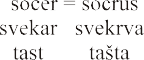 socer = socrus
svekar svekrva
tast tašta